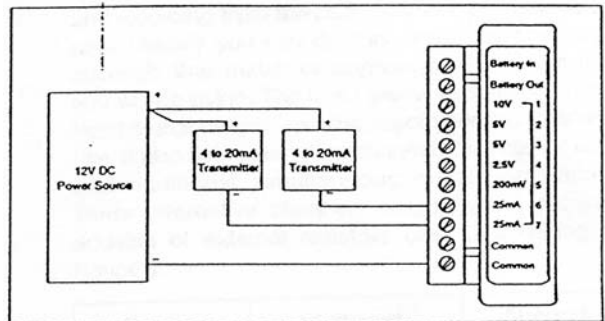 Battery In
Battery Out
10V 1
5V 2
5V 3
2.5V 4
200mV 5
25mA 6
25mA 7
Common
Common
12V DC
Power Source
+
+
4 to 20mA
Transmitter
-
+
4 to 20mA
Transmitter
-
-